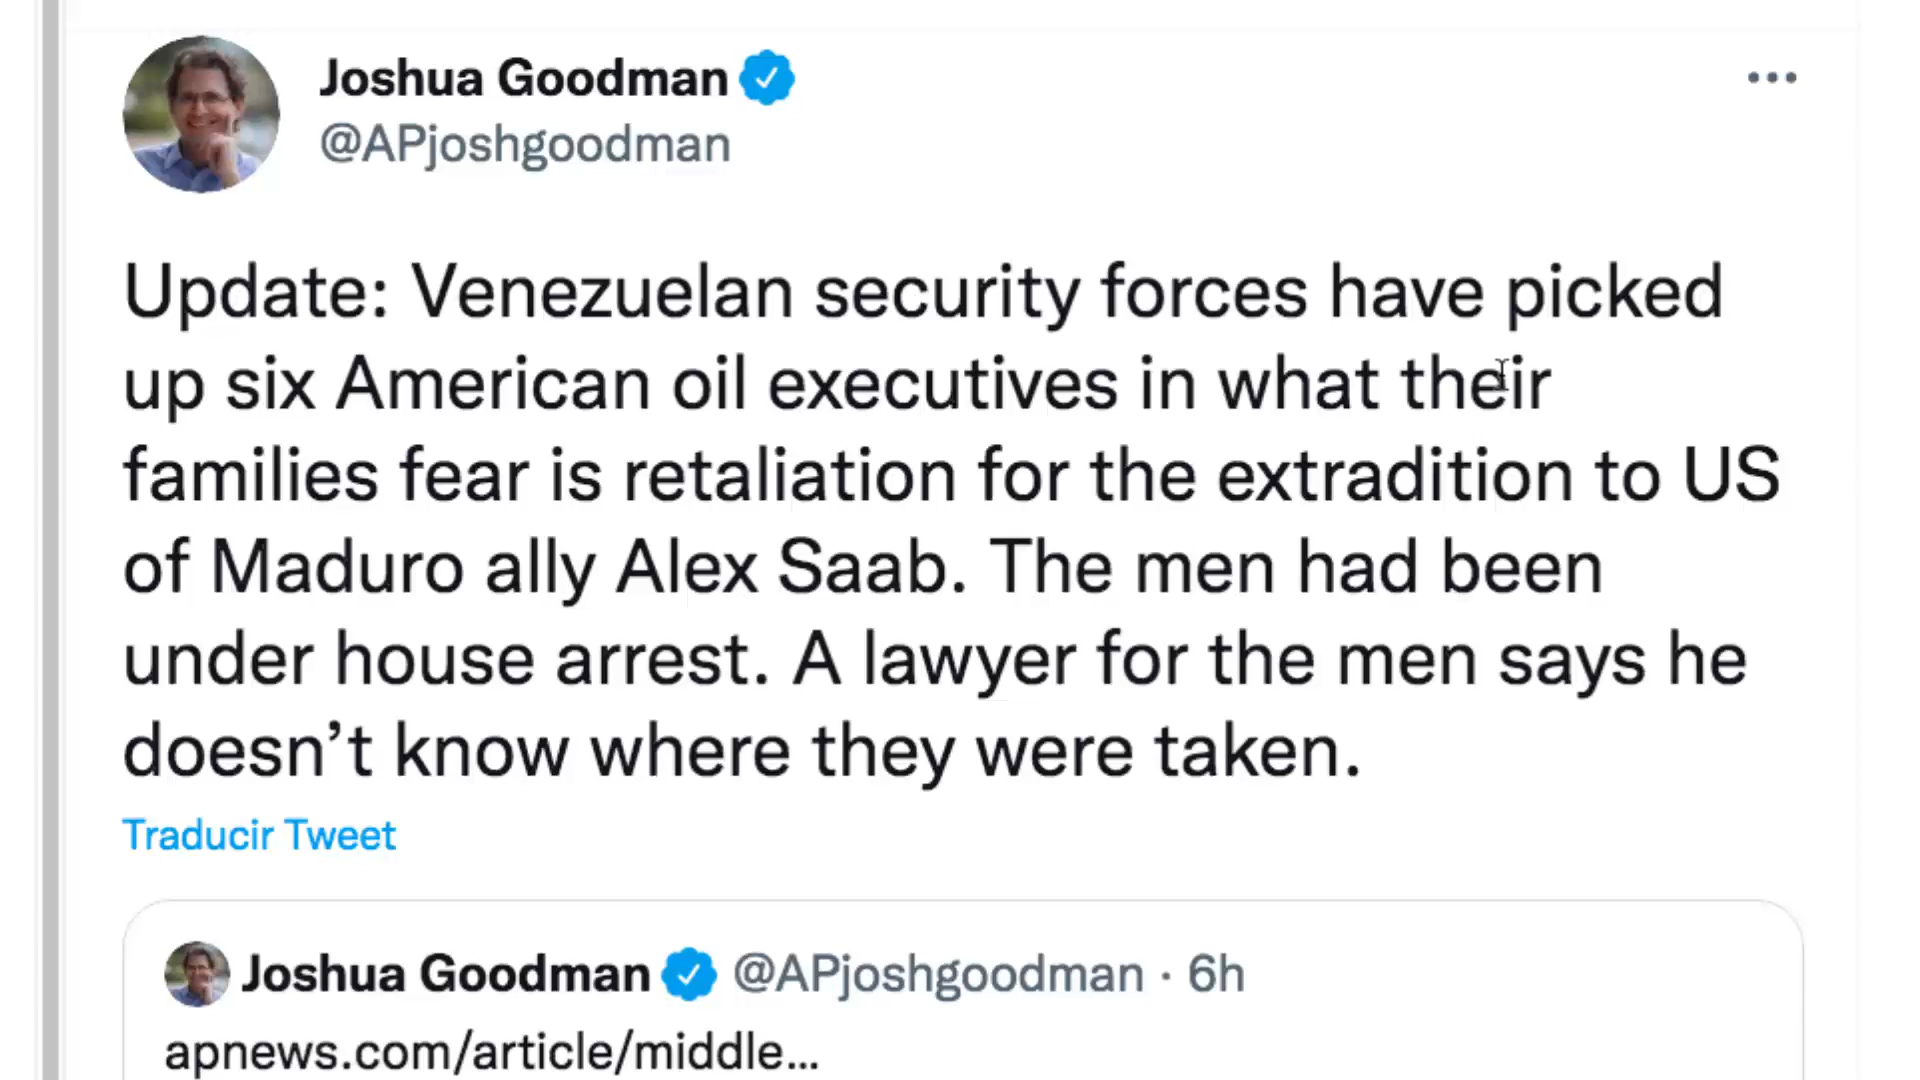 Joshua Goodman
@APjoshgoodman
Update: Venezuelan security forces have picked
up six American oil executives in what their
families fear is retaliation for the extradition to US
of Maduro ally Alex Saab. The men had been
under house arrest. A lawyer for the men says he
doesn’t know where they were taken.
Traducir Tweet
Joshua Goodman @APjoshgoodman · 6h
apnews.com/article/middle...